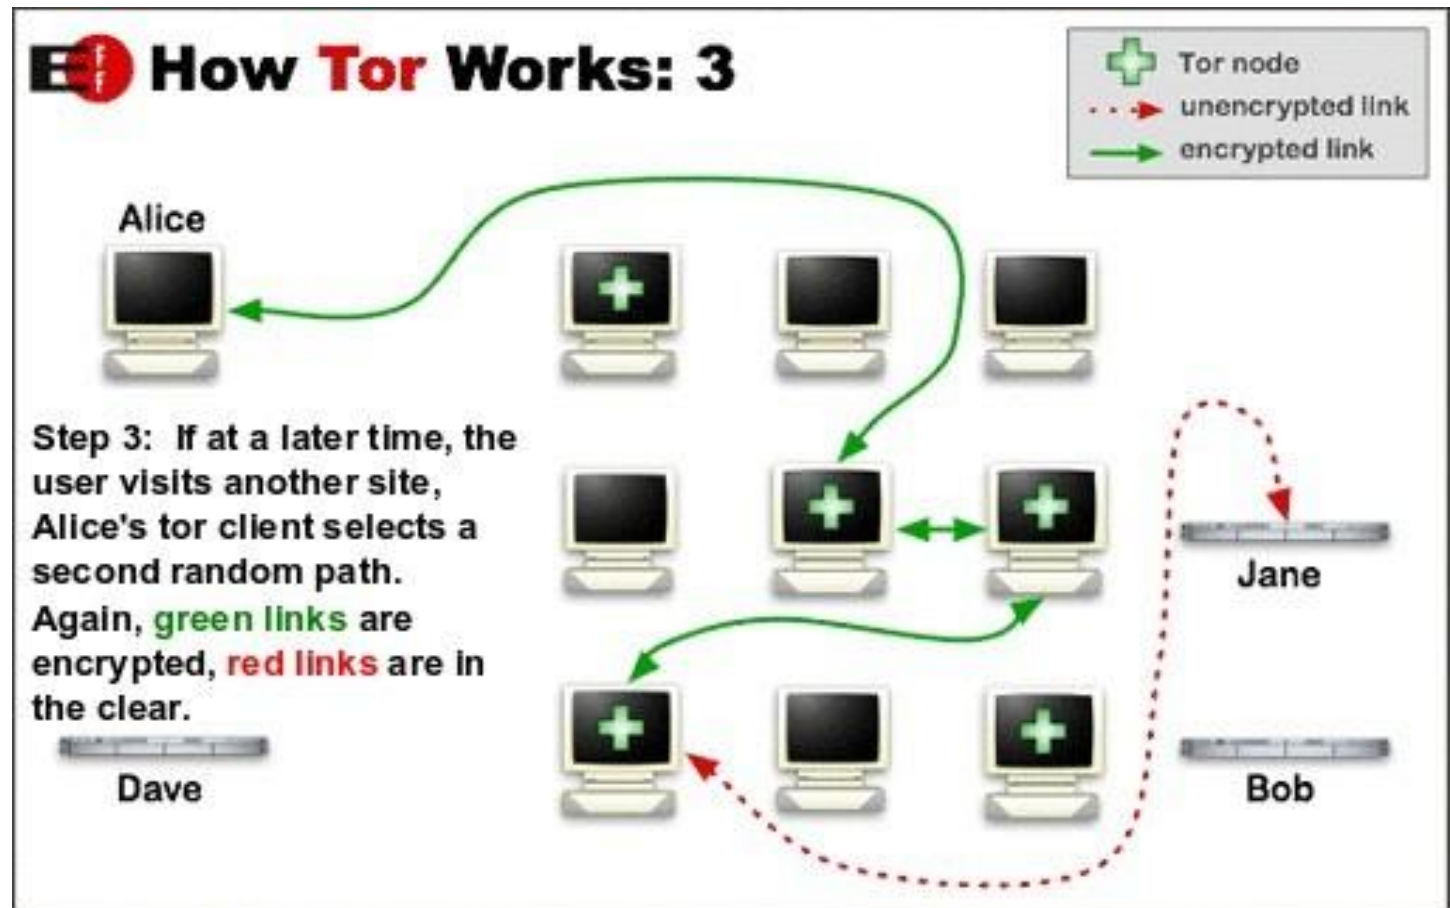 EFF How Tor Works: 3
Tor node
unencrypted link
encrypted link
Alice
Step 3: If at a later time, the
user visits another site,
Alice's tor client selects a
second random path.
Again, green links are
encrypted, red links are in
the clear.
Dave
Jane
Bob